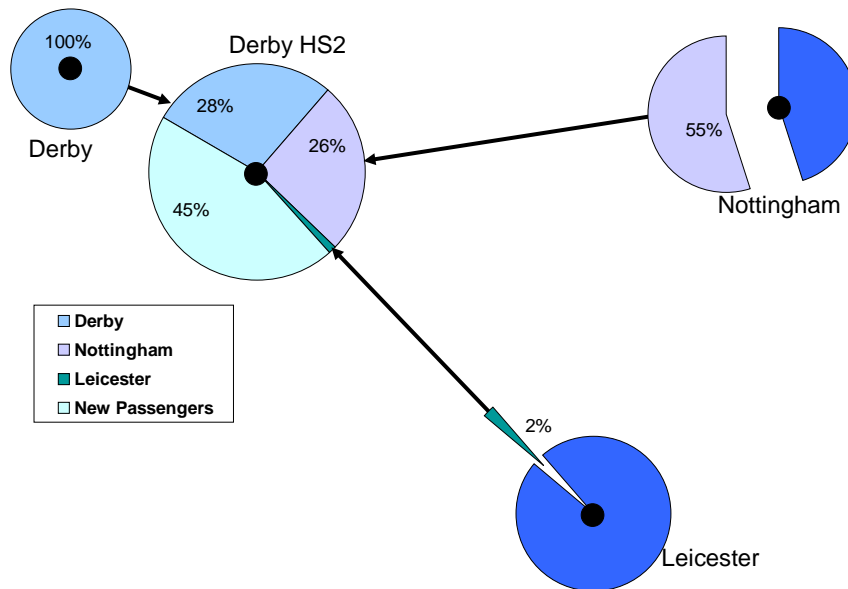 100%
Derby
Derby HS2
28%
26%
45%
55%
Nottingham
Derby
Nottingham
Leicester
New Passengers
2%
Leicester